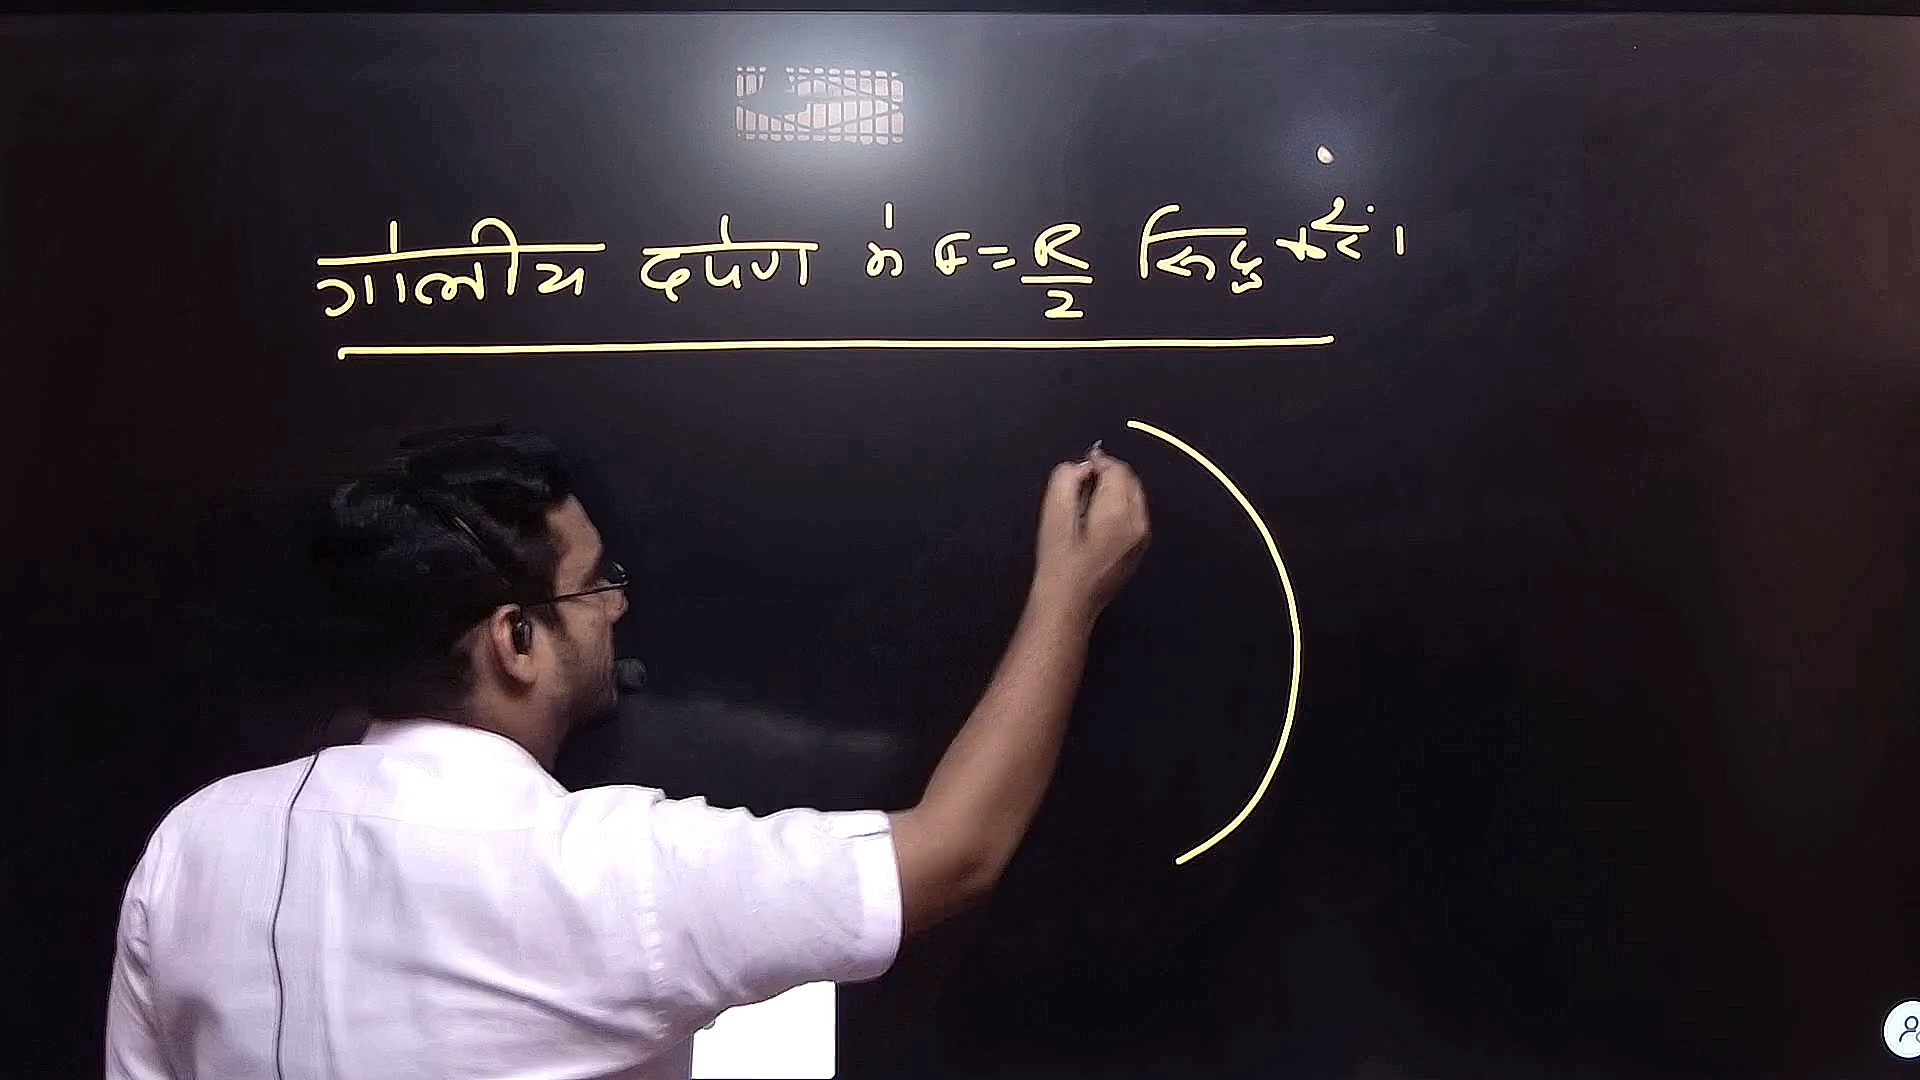 गोलीय दर्पण में F = R/2 सिद्ध करें।